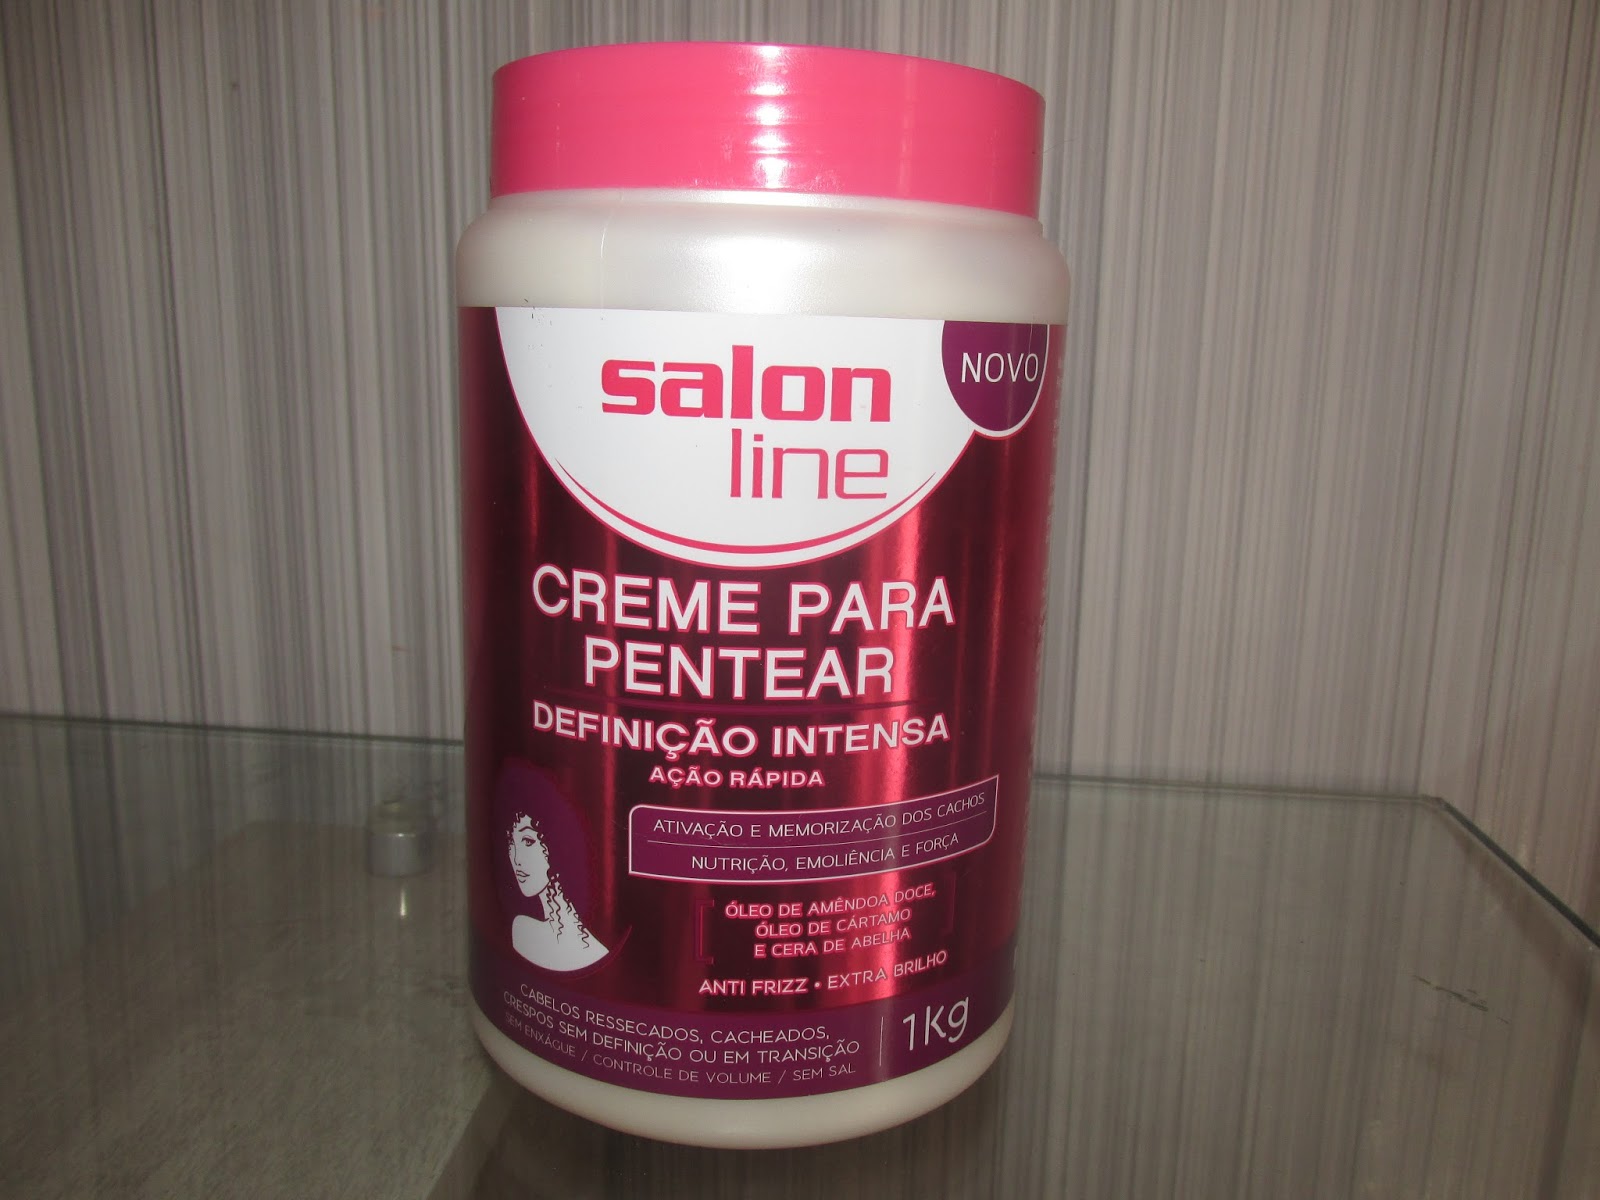 salon
line
NOVO
CREME PARA
PENTEAR
DEFINIÇÃO INTENSA
AÇÃO RÁPIDA
ATIVAÇÃO E MEMORIZAÇÃO DOS CACHOS
NUTRIÇÃO, EMOLIÊNCIA E FORÇA
ÓLEO DE AMÊNDOA DOCE,
ÓLEO DE CÁRTAMO
E CERA DE ABELHA
ANTI FRIZZ • EXTRA BRILHO
CABELOS RESSECADOS, CACHEADOS,
CRESPOS SEM DEFINIÇÃO OU EM TRANSIÇÃO
SEM ENXÁGUE / CONTROLE DE VOLUME / SEM SAL
1Kg